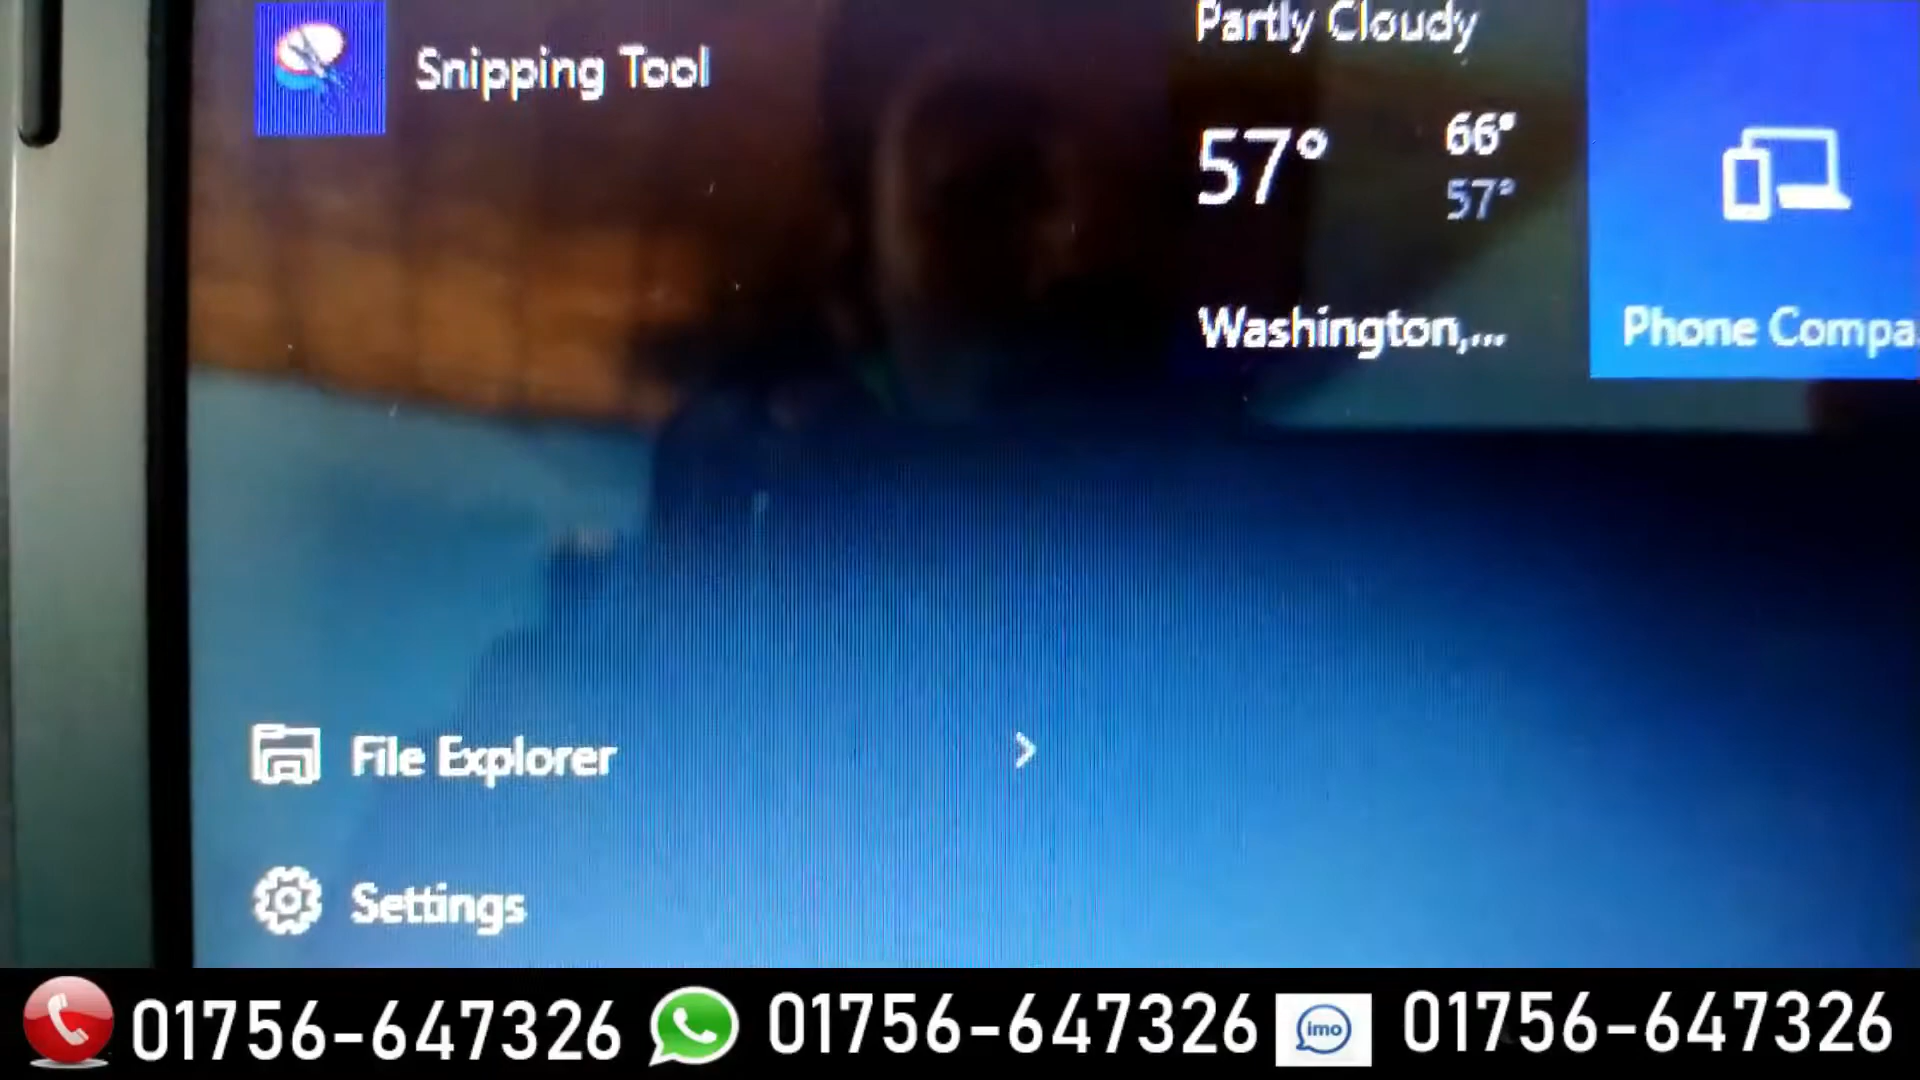 Partly Cloudy
Snipping Tool
57° 66°
57°
Washington,...
Phone Compa
File Explorer
Settings
01756-647326 01756-647326 imo 01756-647326